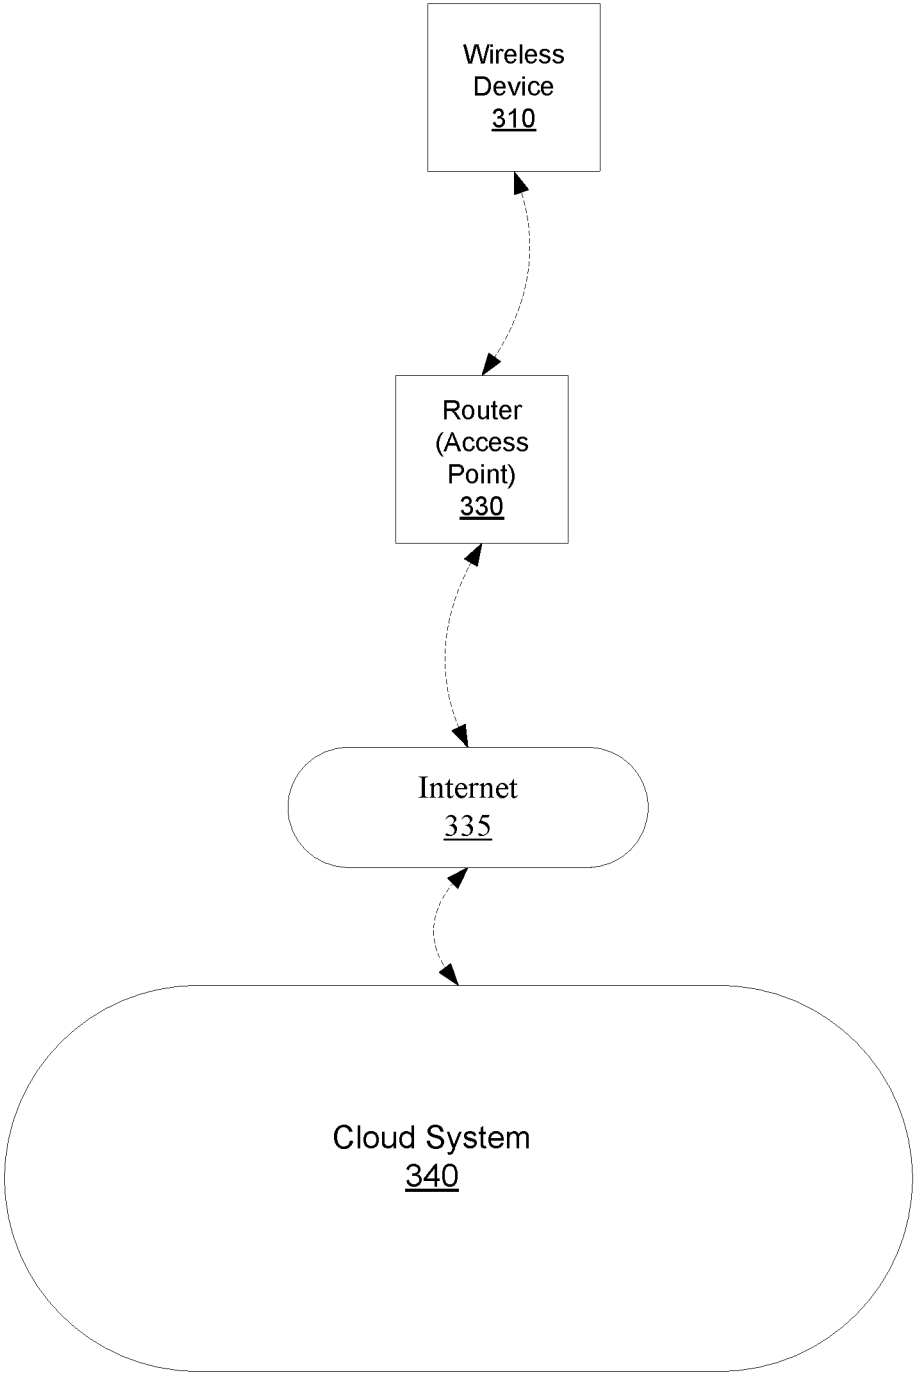 Wireless
Device
310
Router
(Access
Point)
330
Internet
335
Cloud System
340